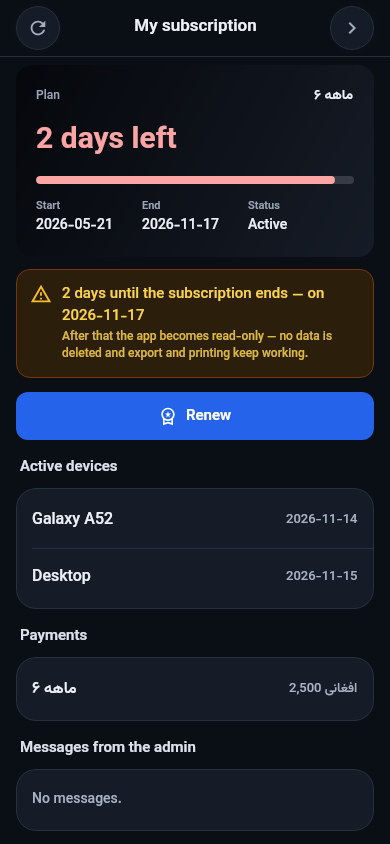 My subscription
Plan
۶ ماهه
2 days left
Start
End
Status
2026-05-21
2026-11-17
Active
2 days until the subscription ends — on
2026-11-17
After that the app becomes read-only — no data is
deleted and export and printing keep working.
Renew
Active devices
Galaxy A52
2026-11-14
Desktop
2026-11-15
Payments
۶ ماهه
2,500 افغانی
Messages from the admin
No messages.